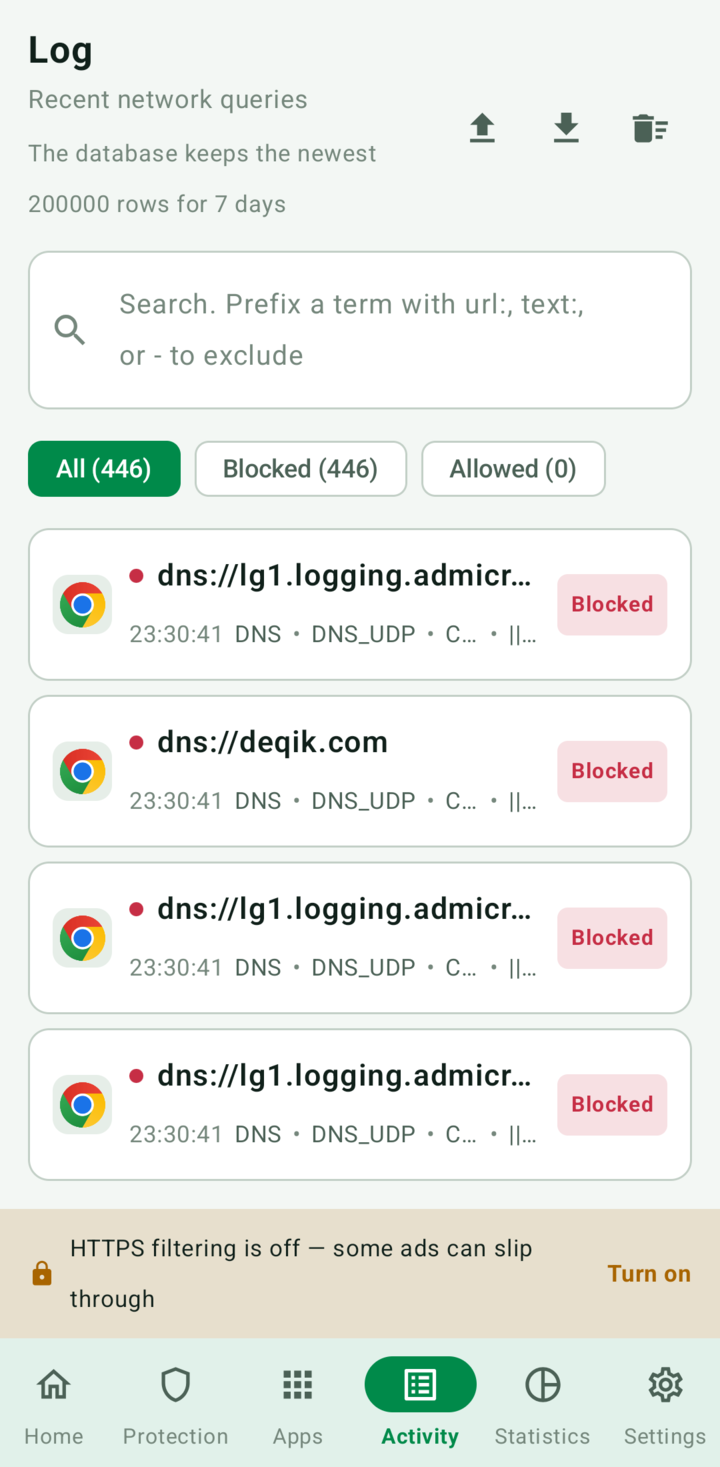 Log
Recent network queries
The database keeps the newest
200000 rows for 7 days
Search. Prefix a term with url:, text:,
or - to exclude
All (446)
Blocked (446)
Allowed (0)
dns://lg1.logging.admicr...
23:30:41 DNS • DNS_UDP • C... • ||...
Blocked
dns://deqik.com
23:30:41 DNS • DNS_UDP • C... • ||...
Blocked
dns://lg1.logging.admicr...
23:30:41 DNS • DNS_UDP • C... • ||...
Blocked
dns://lg1.logging.admicr...
23:30:41 DNS • DNS_UDP • C... • ||...
Blocked
HTTPS filtering is off — some ads can slip
through
Turn on
Home
Protection
Apps
Activity
Statistics
Settings